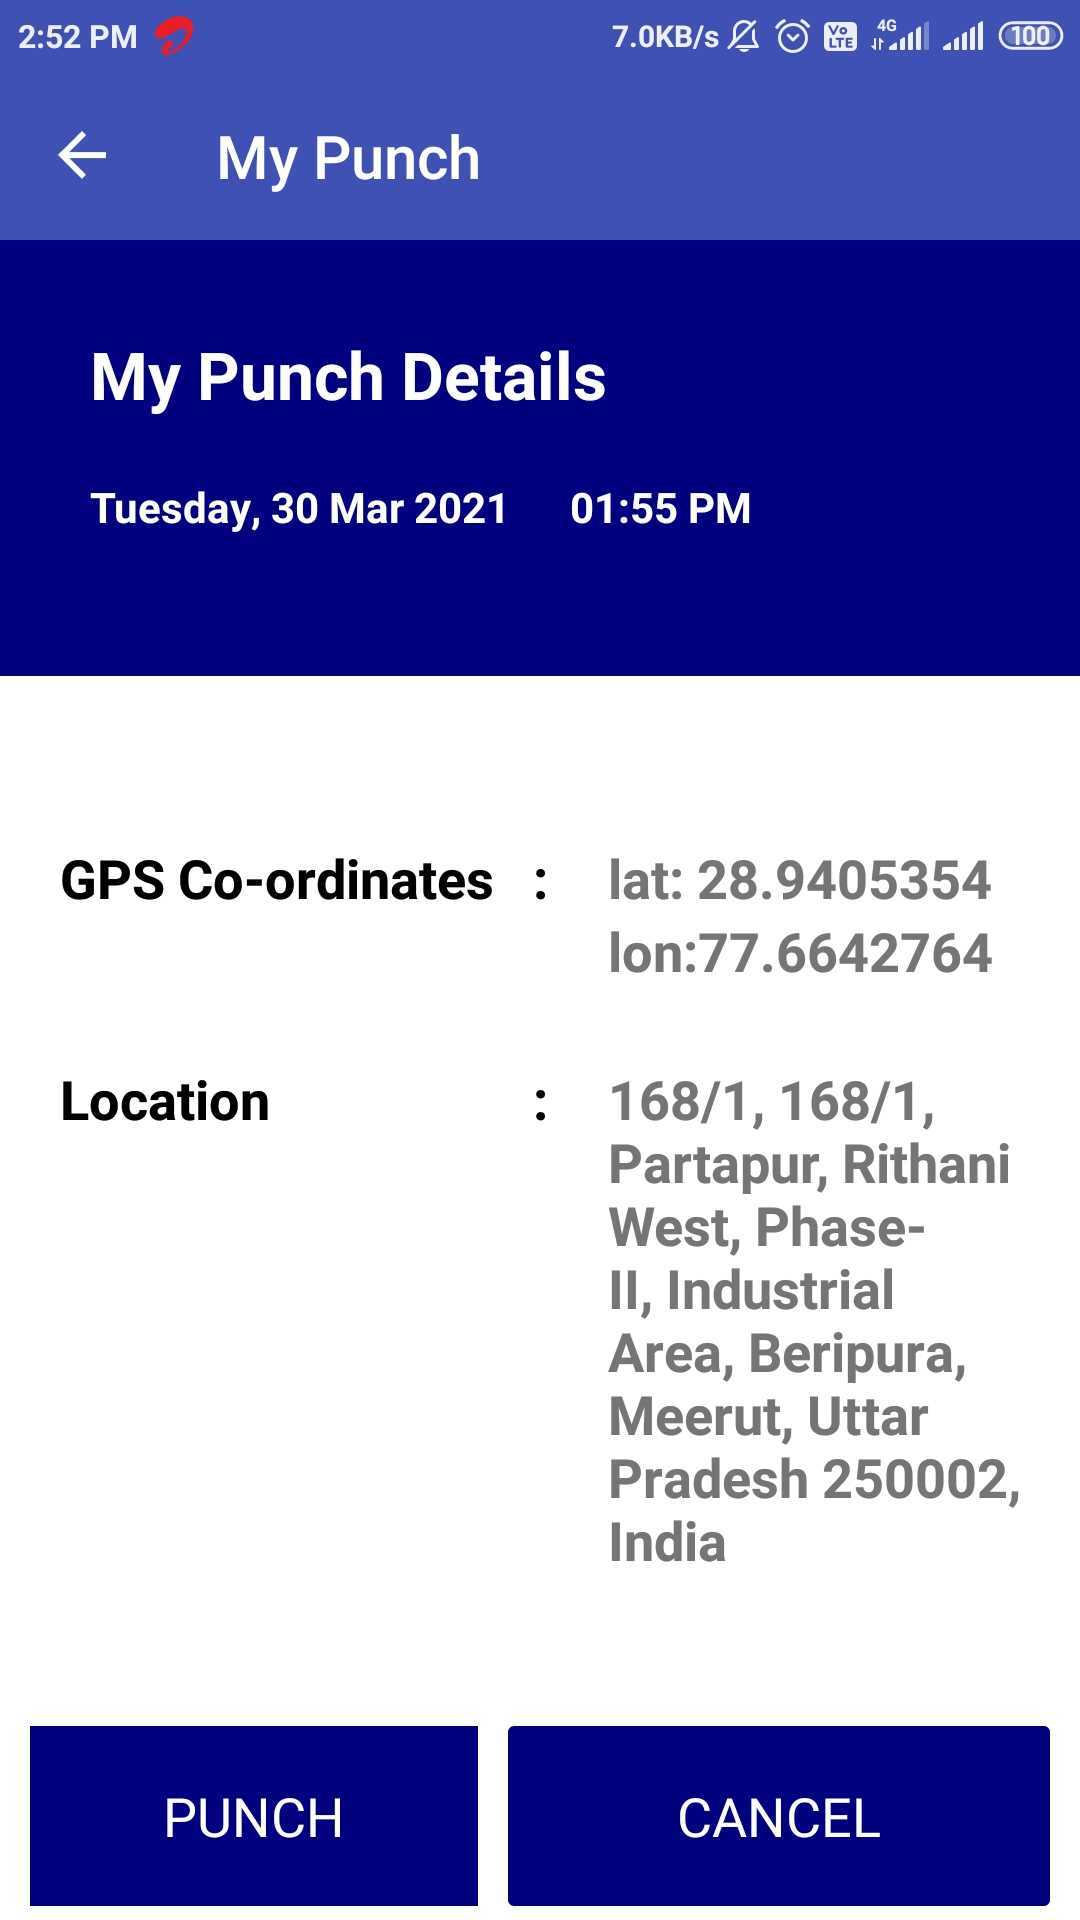 2:52 PM 7.0KB/s Vo LTE 4G 100
My Punch
My Punch Details
Tuesday, 30 Mar 2021 01:55 PM
GPS Co-ordinates : lat: 28.9405354
lon:77.6642764
Location : 168/1, 168/1,
Partapur, Rithani
West, Phase-
II, Industrial
Area, Beripura,
Meerut, Uttar
Pradesh 250002,
India
PUNCH CANCEL